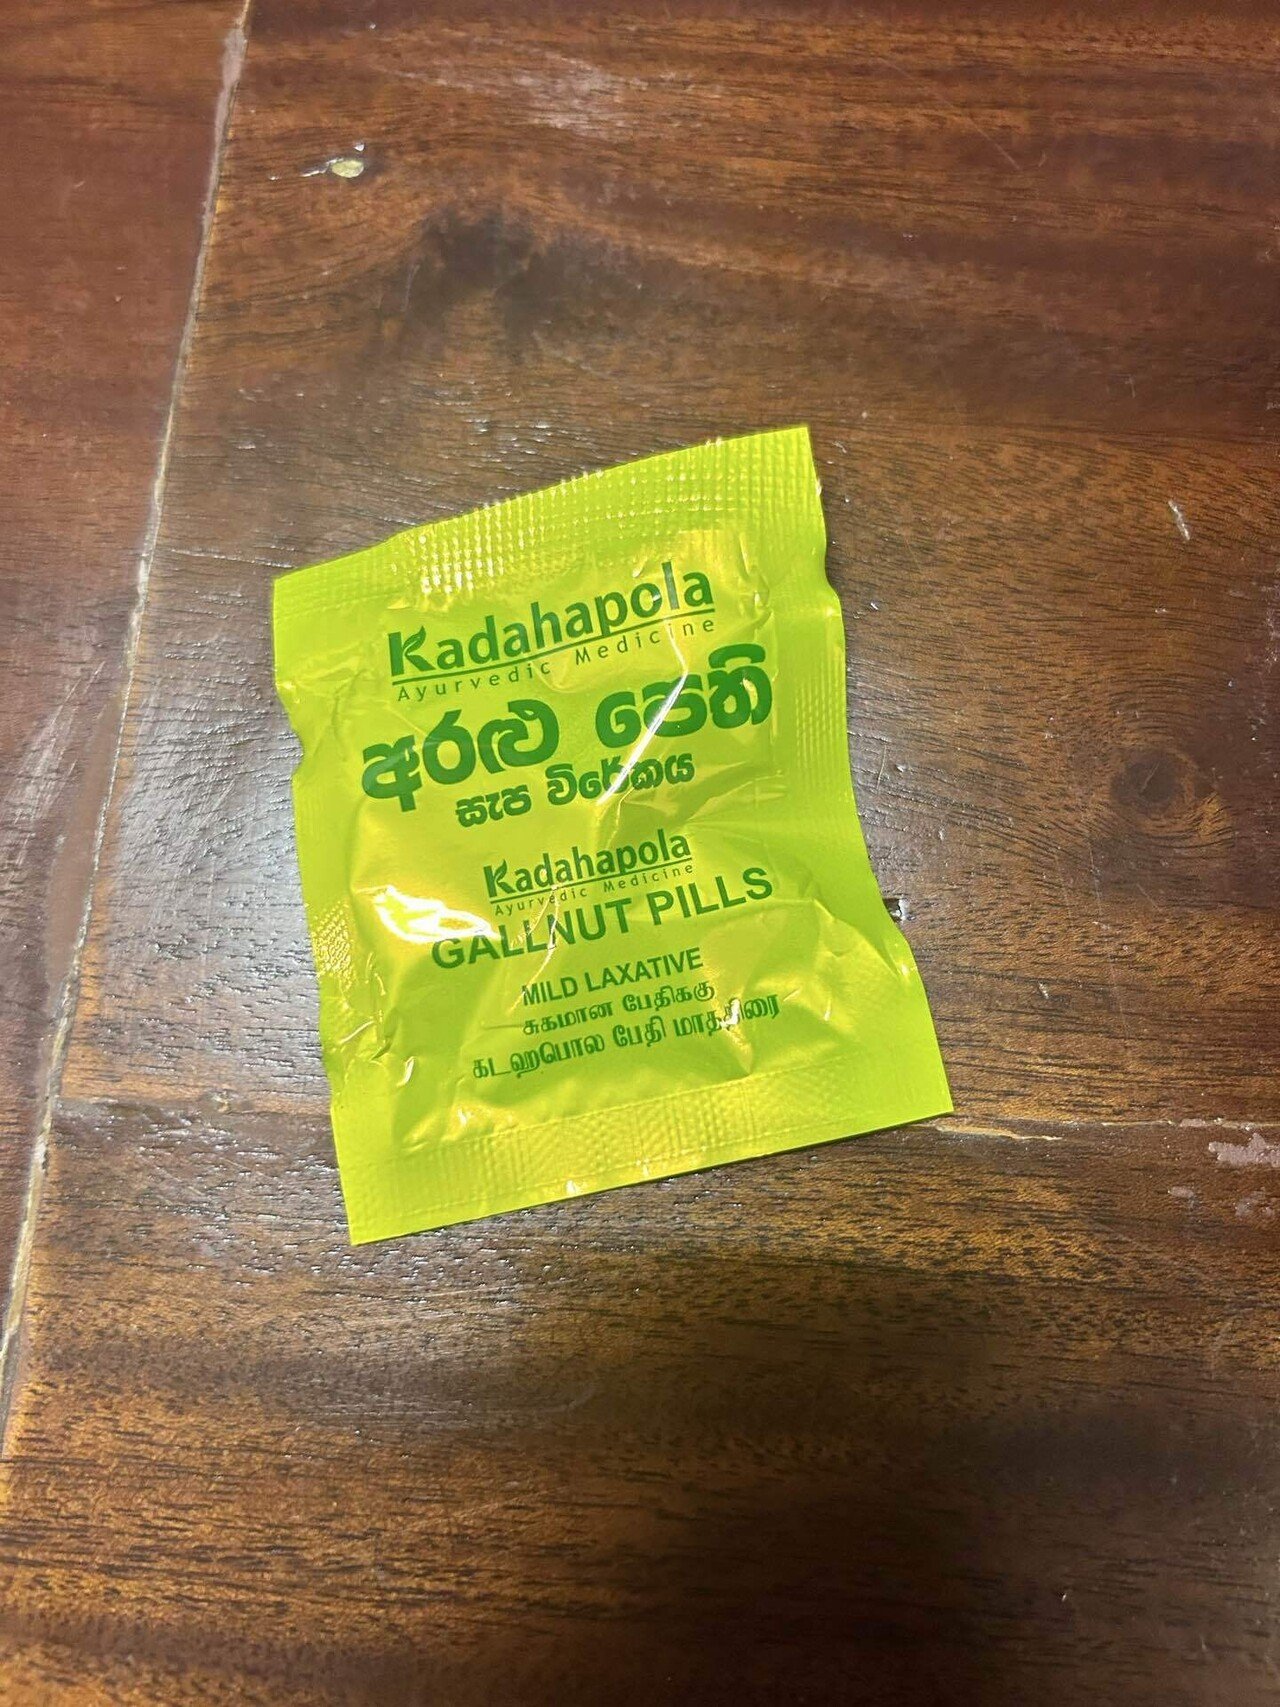 Kadahapola
Ayurvedic Medicine
අරළු පෙති
සැප විරේකය
Kadahapola
Ayurvedic Medicine
GALLNUT PILLS
MILD LAXATIVE
சுகமான பேதிக்கு
கடஹபொல பேதி மாத்திரை